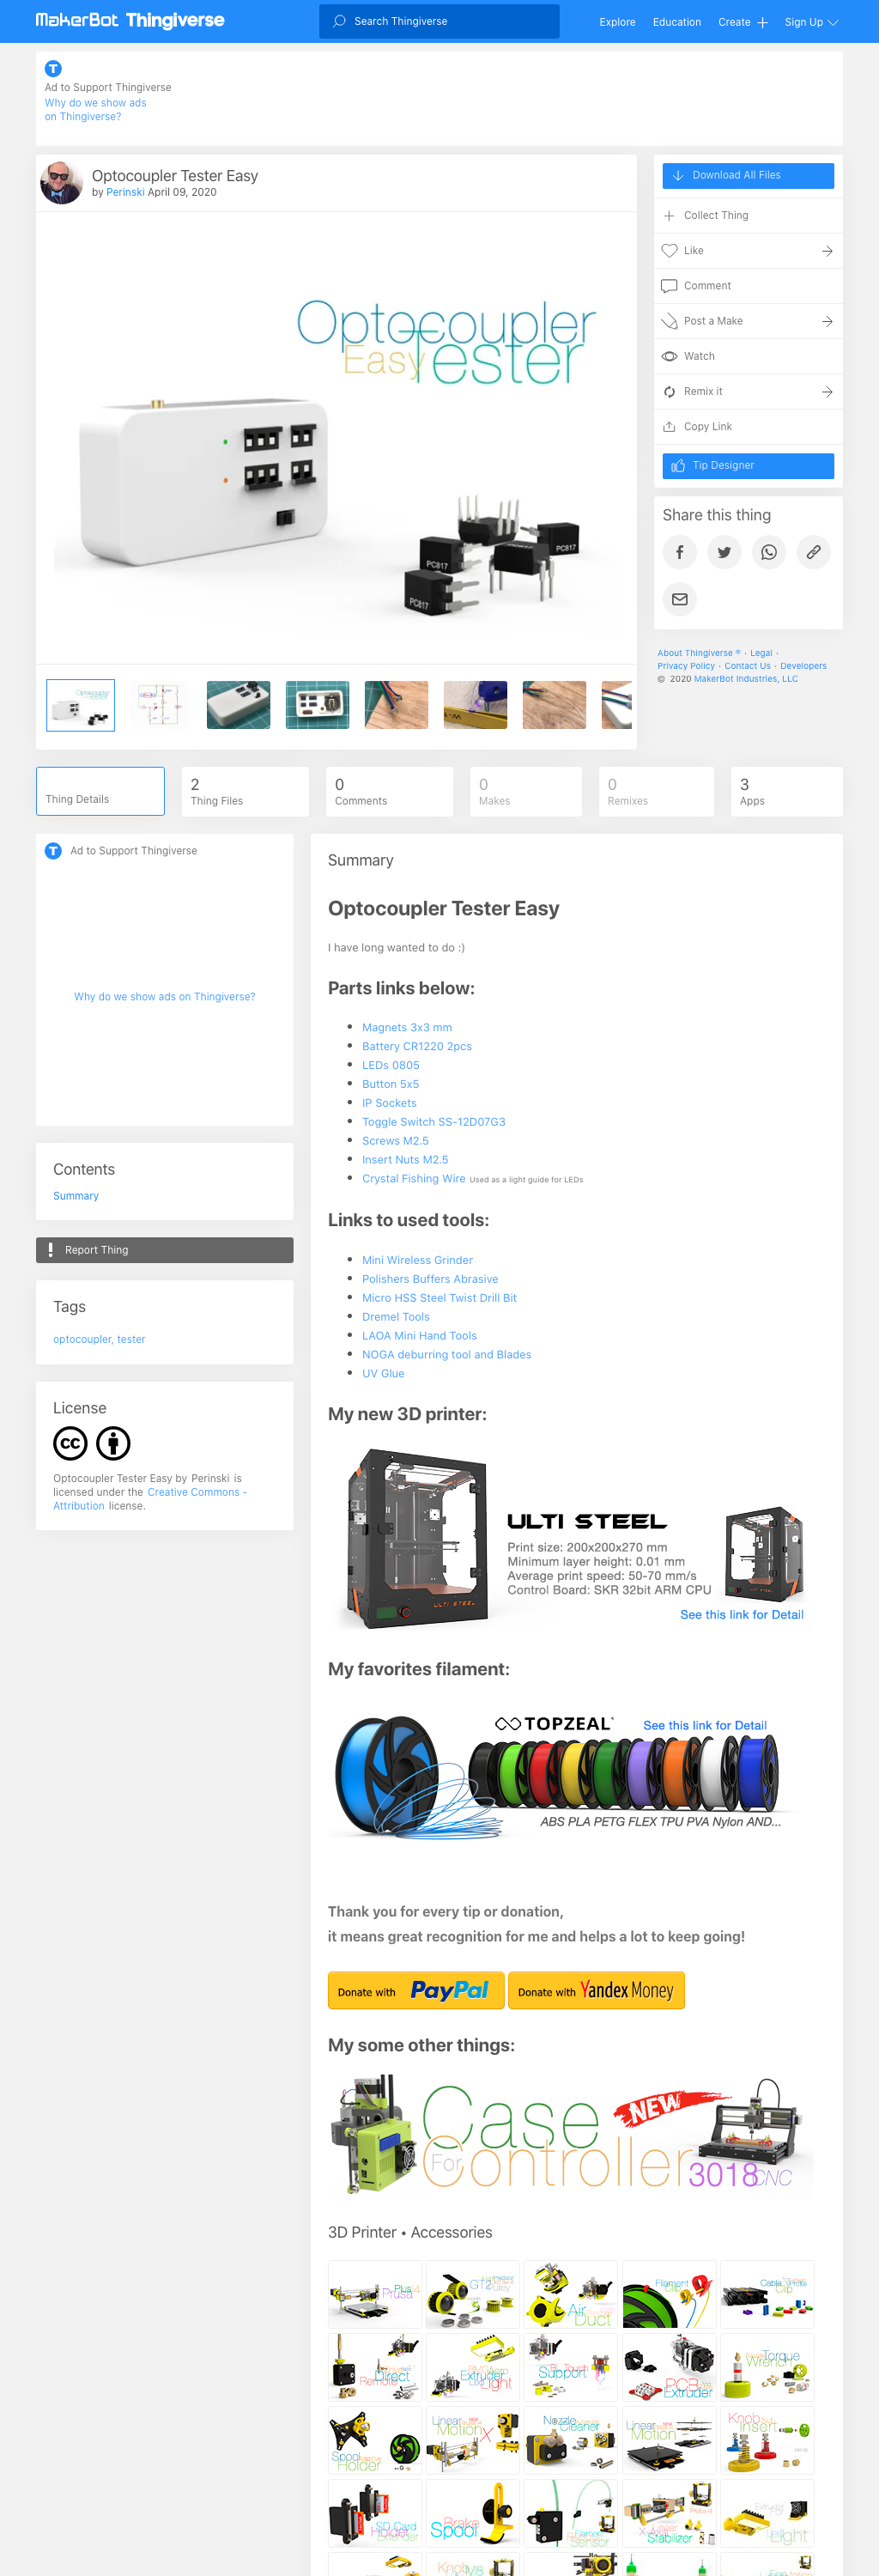 MakerBot Thingiverse
Search Thingiverse
Explore Education Create Sign Up
Ad to Support Thingiverse
Why do we show ads
on Thingiverse?
Optocoupler Tester Easy
by Perinski April 09, 2020
Optocoupler
Easy Tester
PC817
PC817
PC817
Download All Files
Collect Thing
Like
Comment
Post a Make
Watch
Remix it
Copy Link
Tip Designer
Share this thing
About Thingiverse ® · Legal ·
Privacy Policy · Contact Us · Developers
© 2020 MakerBot Industries, LLC
Thing Details
2
Thing Files
0
Comments
0
Makes
0
Remixes
3
Apps
Ad to Support Thingiverse
Why do we show ads on Thingiverse?
Contents
Summary
Report Thing
Tags
optocoupler, tester
License
Optocoupler Tester Easy by Perinski is
licensed under the Creative Commons -
Attribution license.
Summary
Optocoupler Tester Easy
I have long wanted to do :)
Parts links below:
Magnets 3x3 mm
Battery CR1220 2pcs
LEDs 0805
Button 5x5
IP Sockets
Toggle Switch SS-12D07G3
Screws M2.5
Insert Nuts M2.5
Crystal Fishing Wire Used as a light guide for LEDs
Links to used tools:
Mini Wireless Grinder
Polishers Buffers Abrasive
Micro HSS Steel Twist Drill Bit
Dremel Tools
LAOA Mini Hand Tools
NOGA deburring tool and Blades
UV Glue
My new 3D printer:
ULTI STEEL
Print size: 200x200x270 mm
Minimum layer height: 0.01 mm
Average print speed: 50-70 mm/s
Control Board: SKR 32bit ARM CPU
ULTI STEEL
See this link for Detail
My favorites filament:
TOPZEAL
See this link for Detail
ABS PLA PETG FLEX TPU PVA Nylon AND...
Thank you for every tip or donation,
it means great recognition for me and helps a lot to keep going!
Donate with PayPal
Donate with Yandex Money
My some other things:
Case NEW
For Controller 3018 CNC
3D Printer • Accessories
Plus 4
Prusa
GT2
Air
Duct
Filament
Clip
Cable
Clip
Direct
Remote
Extruder
Light
Touch
Support
PCB
Extruder
Torque
Wrench
Spool
Holder
Linear
Motion X
Nozzle
Cleaner
Linear
Motion
Knob
Insert
SD Card
Holder
Extender
Brake
Spool
Filament
Sensor
Stabilizer
Light
Knob M8